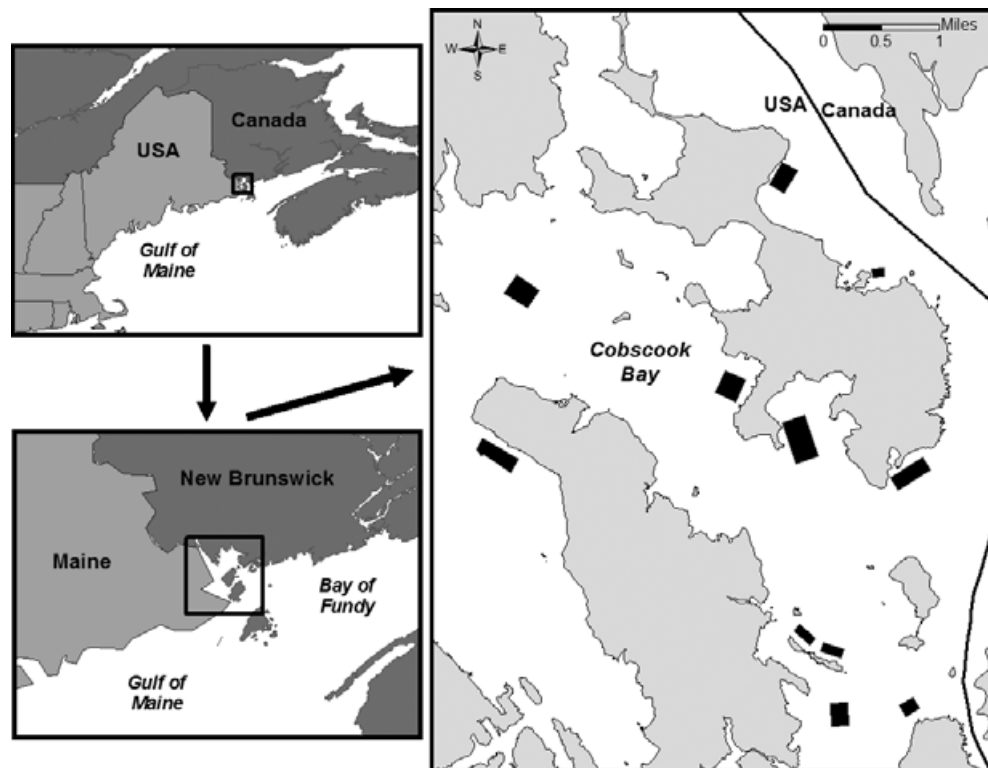 Canada
USA
Gulf of
Maine
New Brunswick
Maine
Bay of
Fundy
Gulf of
Maine
N
W E
S
Miles
0 0.5 1
USA
Canada
Cobscook
Bay